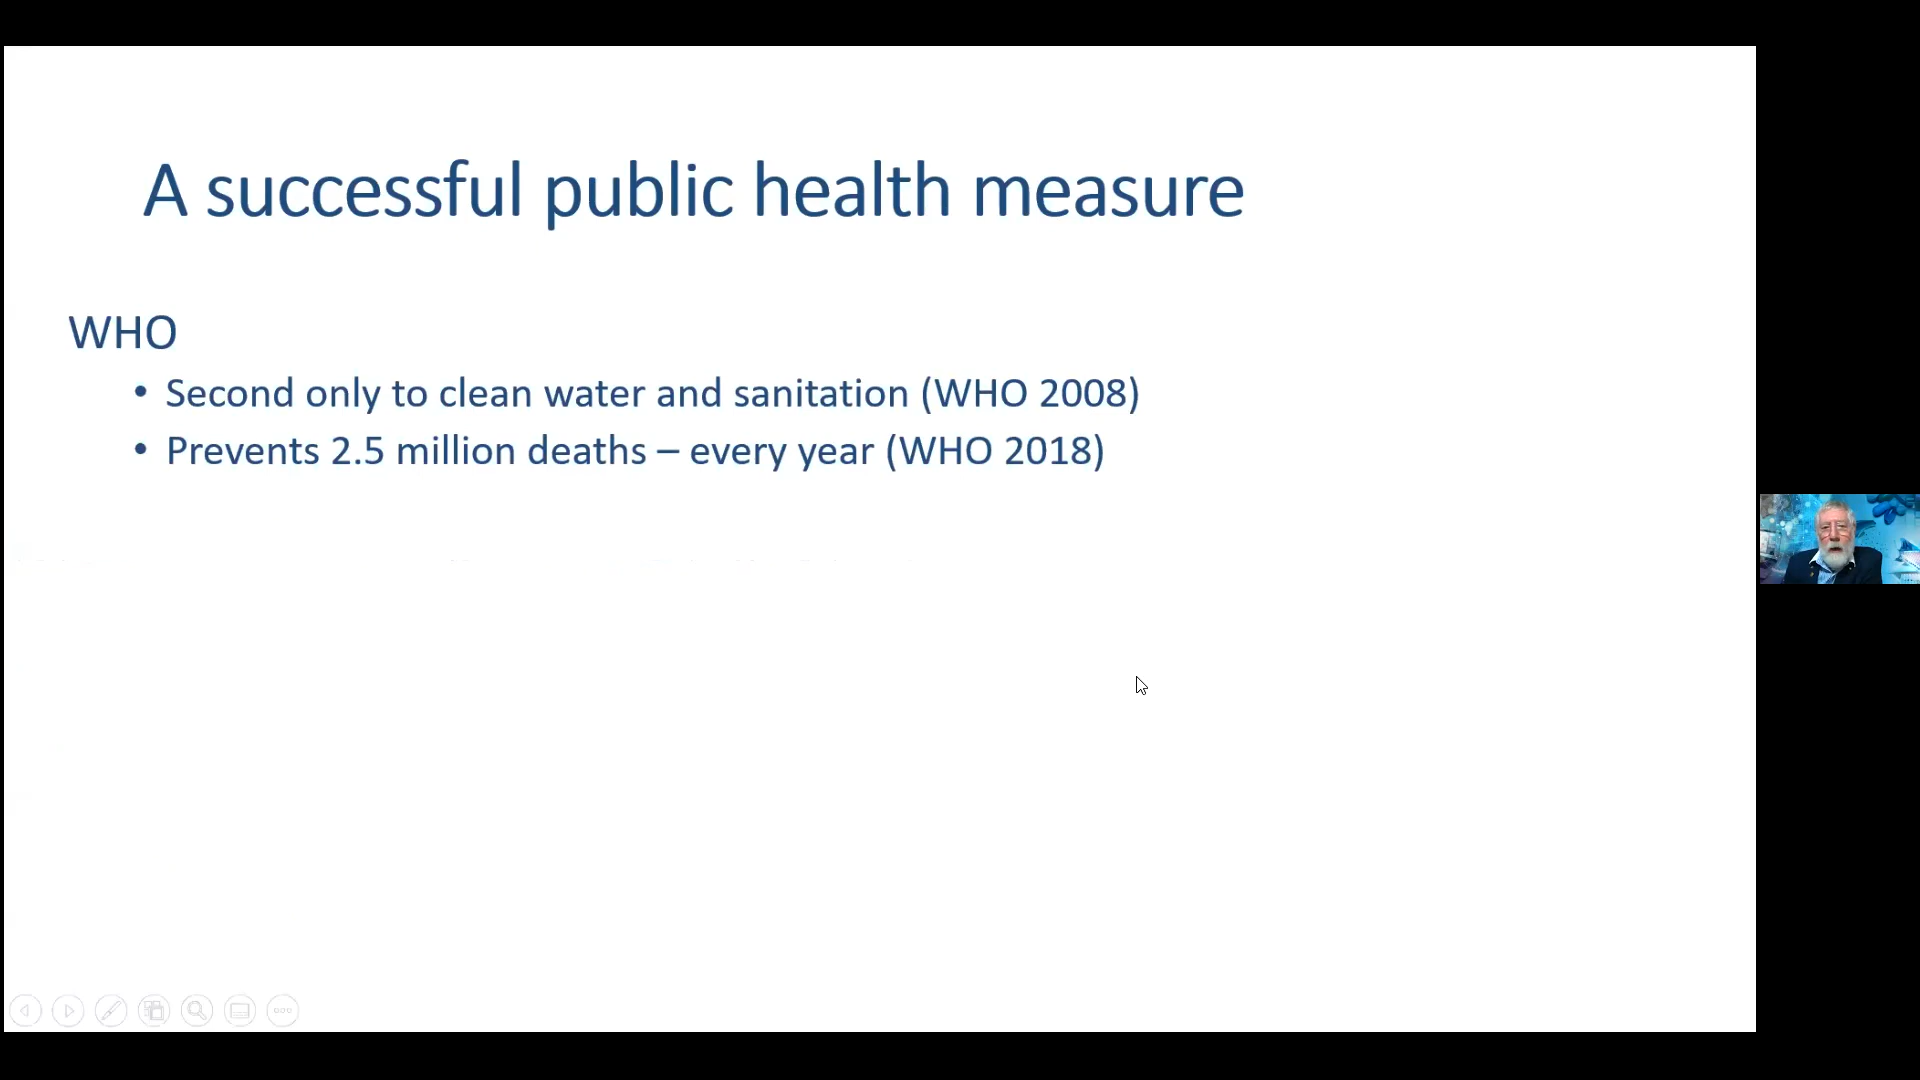 A successful public health measure
WHO
• Second only to clean water and sanitation (WHO 2008)
• Prevents 2.5 million deaths – every year (WHO 2018)